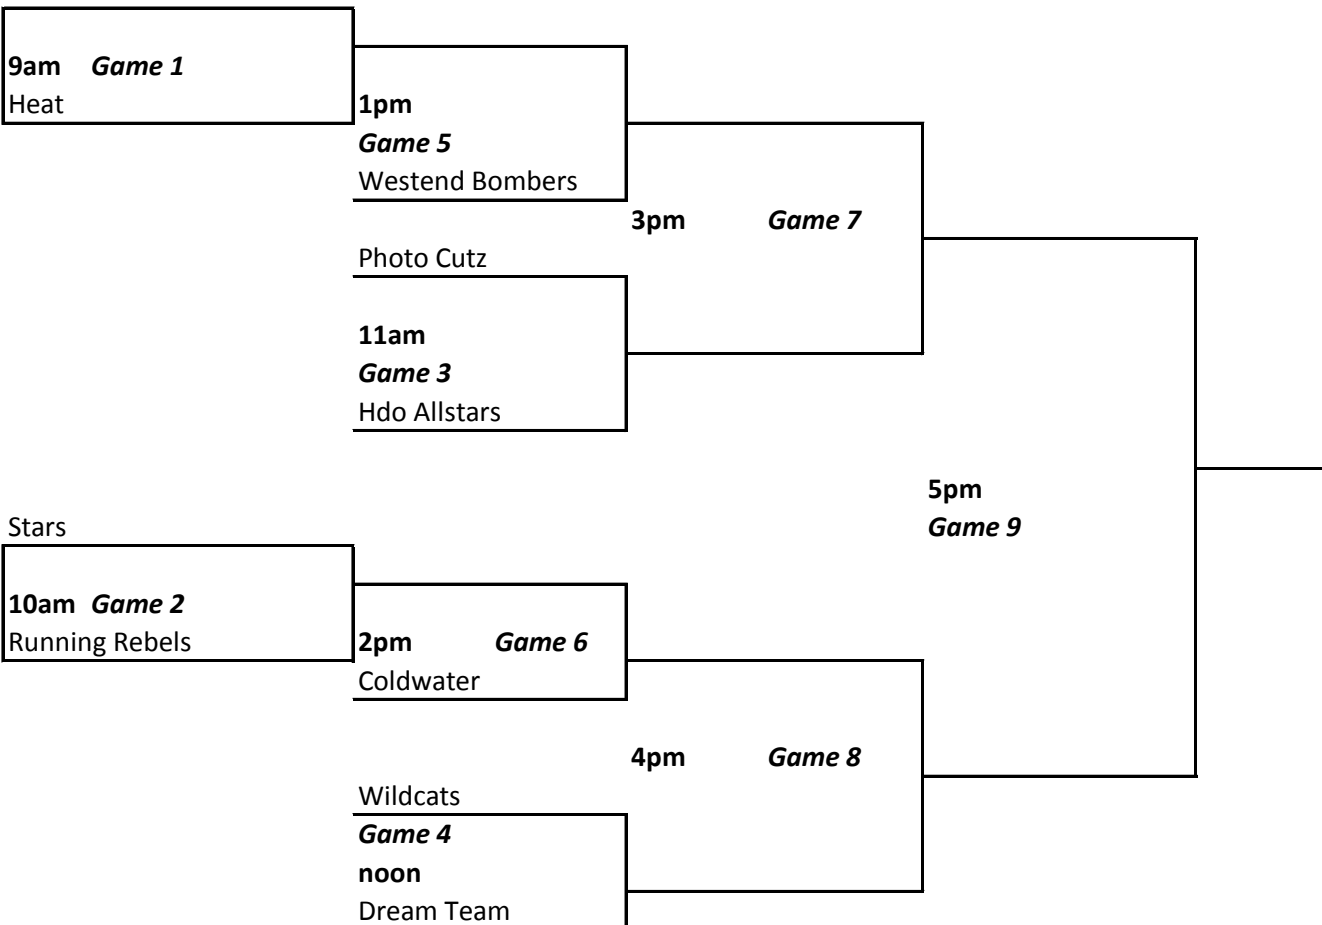 9am Game 1
Heat
1pm
Game 5
Westend Bombers
3pm Game 7
Photo Cutz
11am
Game 3
Hdo Allstars
5pm
Game 9
Stars
10am Game 2
Running Rebels
2pm Game 6
Coldwater
4pm Game 8
Wildcats
Game 4
noon
Dream Team